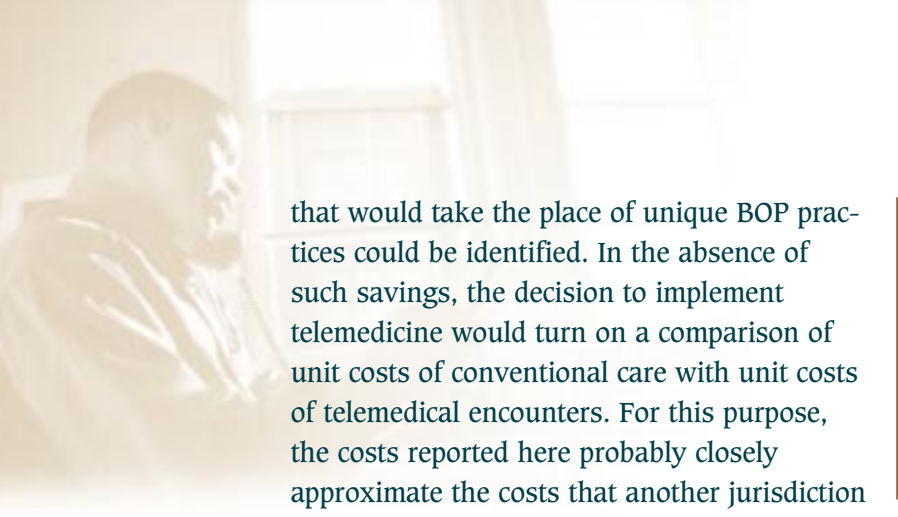 that would take the place of unique BOP prac-
tices could be identified. In the absence of
such savings, the decision to implement
telemedicine would turn on a comparison of
unit costs of conventional care with unit costs
of telemedical encounters. For this purpose,
the costs reported here probably closely
approximate the costs that another jurisdiction